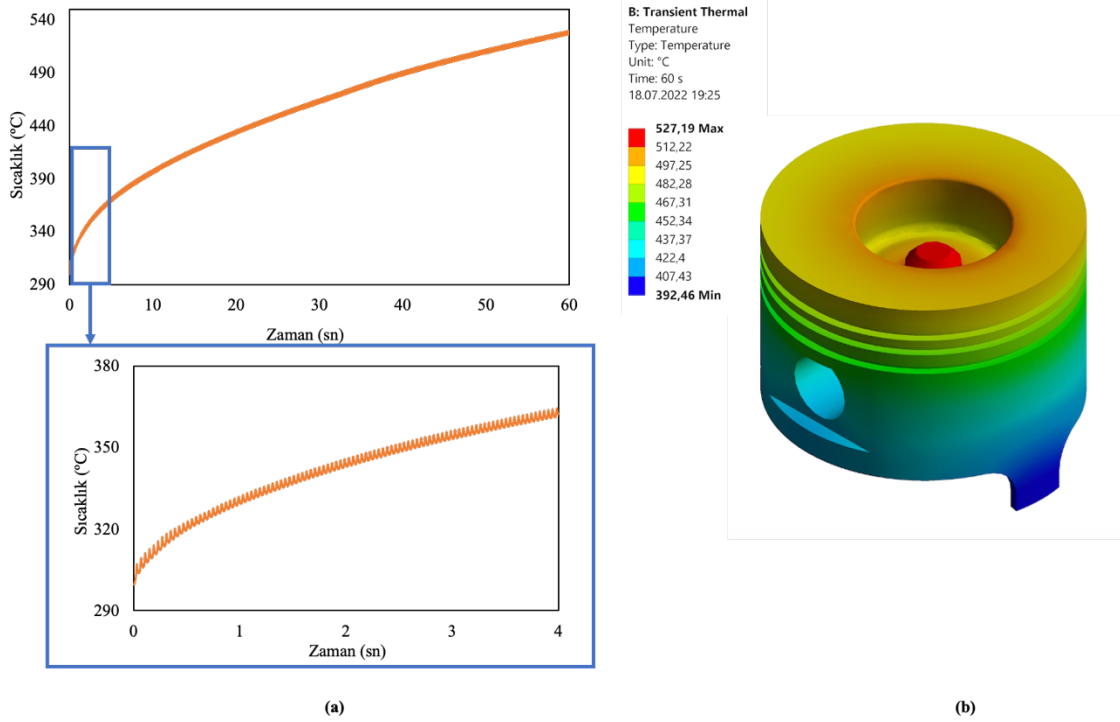 540
490
440
390
340
290
Sıcaklık (°C)
0
10
20
30
40
50
60
Zaman (sn)
380
350
320
290
Sıcaklık (°C)
0
1
2
3
4
Zaman (sn)
(a)
B: Transient Thermal
Temperature
Type: Temperature
Unit: °C
Time: 60 s
18.07.2022 19:25
527,19 Max
512,22
497,25
482,28
467,31
452,34
437,37
422,4
407,43
392,46 Min
(b)